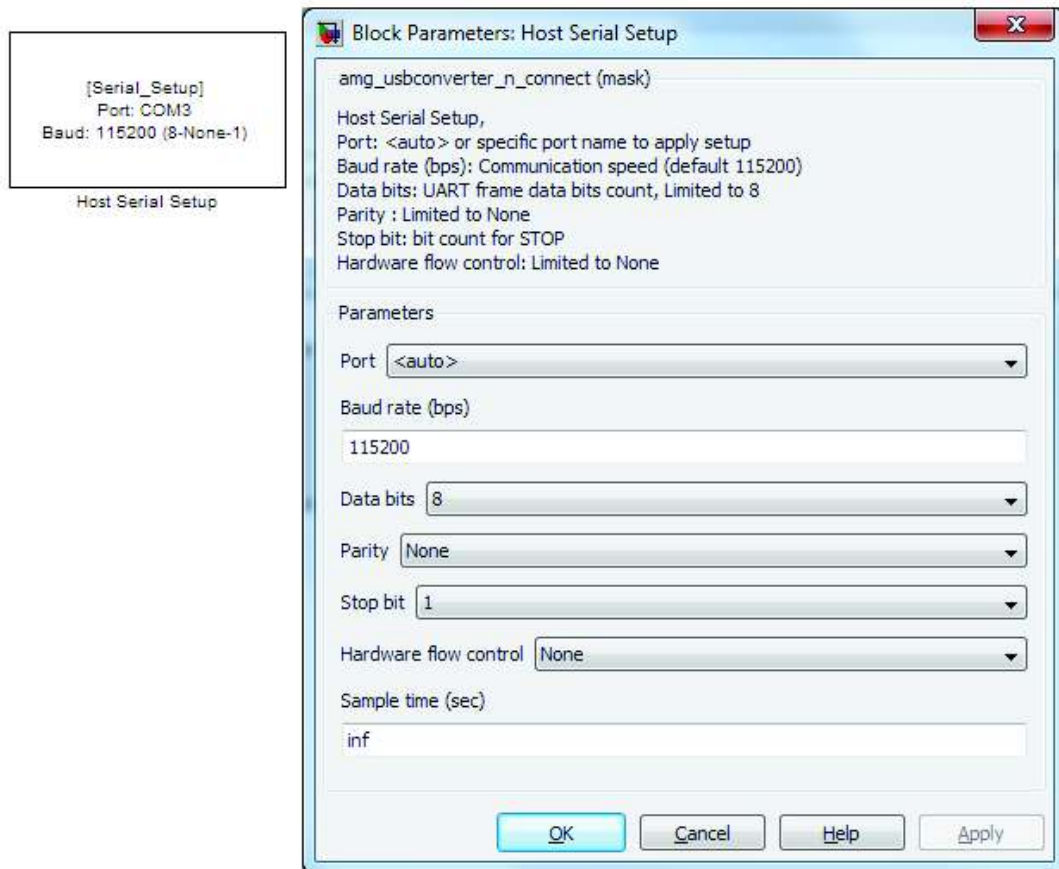 [Serial_Setup]
Port: COM3
Baud: 115200 (8-None-1)
Host Serial Setup
Block Parameters: Host Serial Setup
amg_usbconverter_n_connect (mask)
Host Serial Setup,
Port: <auto> or specific port name to apply setup
Baud rate (bps): Communication speed (default 115200)
Data bits: UART frame data bits count, Limited to 8
Parity : Limited to None
Stop bit: bit count for STOP
Hardware flow control: Limited to None
Parameters
Port <auto>
Baud rate (bps)
115200
Data bits 8
Parity None
Stop bit 1
Hardware flow control None
Sample time (sec)
inf
OK Cancel Help Apply